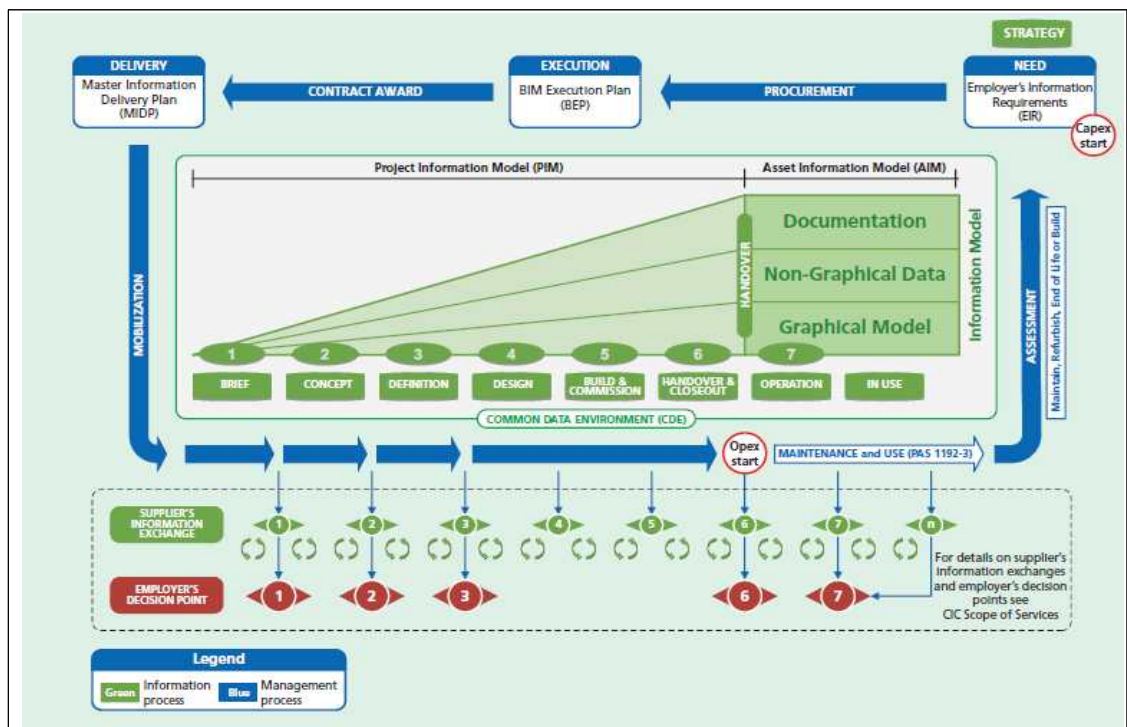 STRATEGY
DELIVERY
Master Information
Delivery Plan
(MIDP)
CONTRACT AWARD
EXECUTION
BIM Execution Plan
(BEP)
PROCUREMENT
NEED
Employer's Information
Requirements
(EIR)
Capex
start
Project Information Model (PIM)
Asset Information Model (AIM)
MOBILIZATION
HANDOVER
Documentation
Non-Graphical Data
Graphical Model
Information Model
ASSESSMENT
Maintain, Refurbish, End of Life or Build
1 2 3 4 5 6 7
BRIEF
CONCEPT
DEFINITION
DESIGN
BUILD &
COMMISSION
HANDOVER &
CLOSEOUT
OPERATION
IN USE
COMMON DATA ENVIRONMENT (CDE)
Opex
start
MAINTENANCE and USE (PAS 1192-3)
SUPPLIER'S
INFORMATION
EXCHANGE
1 2 3 4 5 6 7 n
EMPLOYER'S
DECISION POINT
1 2 3 6 7
For details on supplier's
information exchanges
and employer's decision
points see
CIC Scope of Services
Legend
Green
Information
process
Blue
Management
process